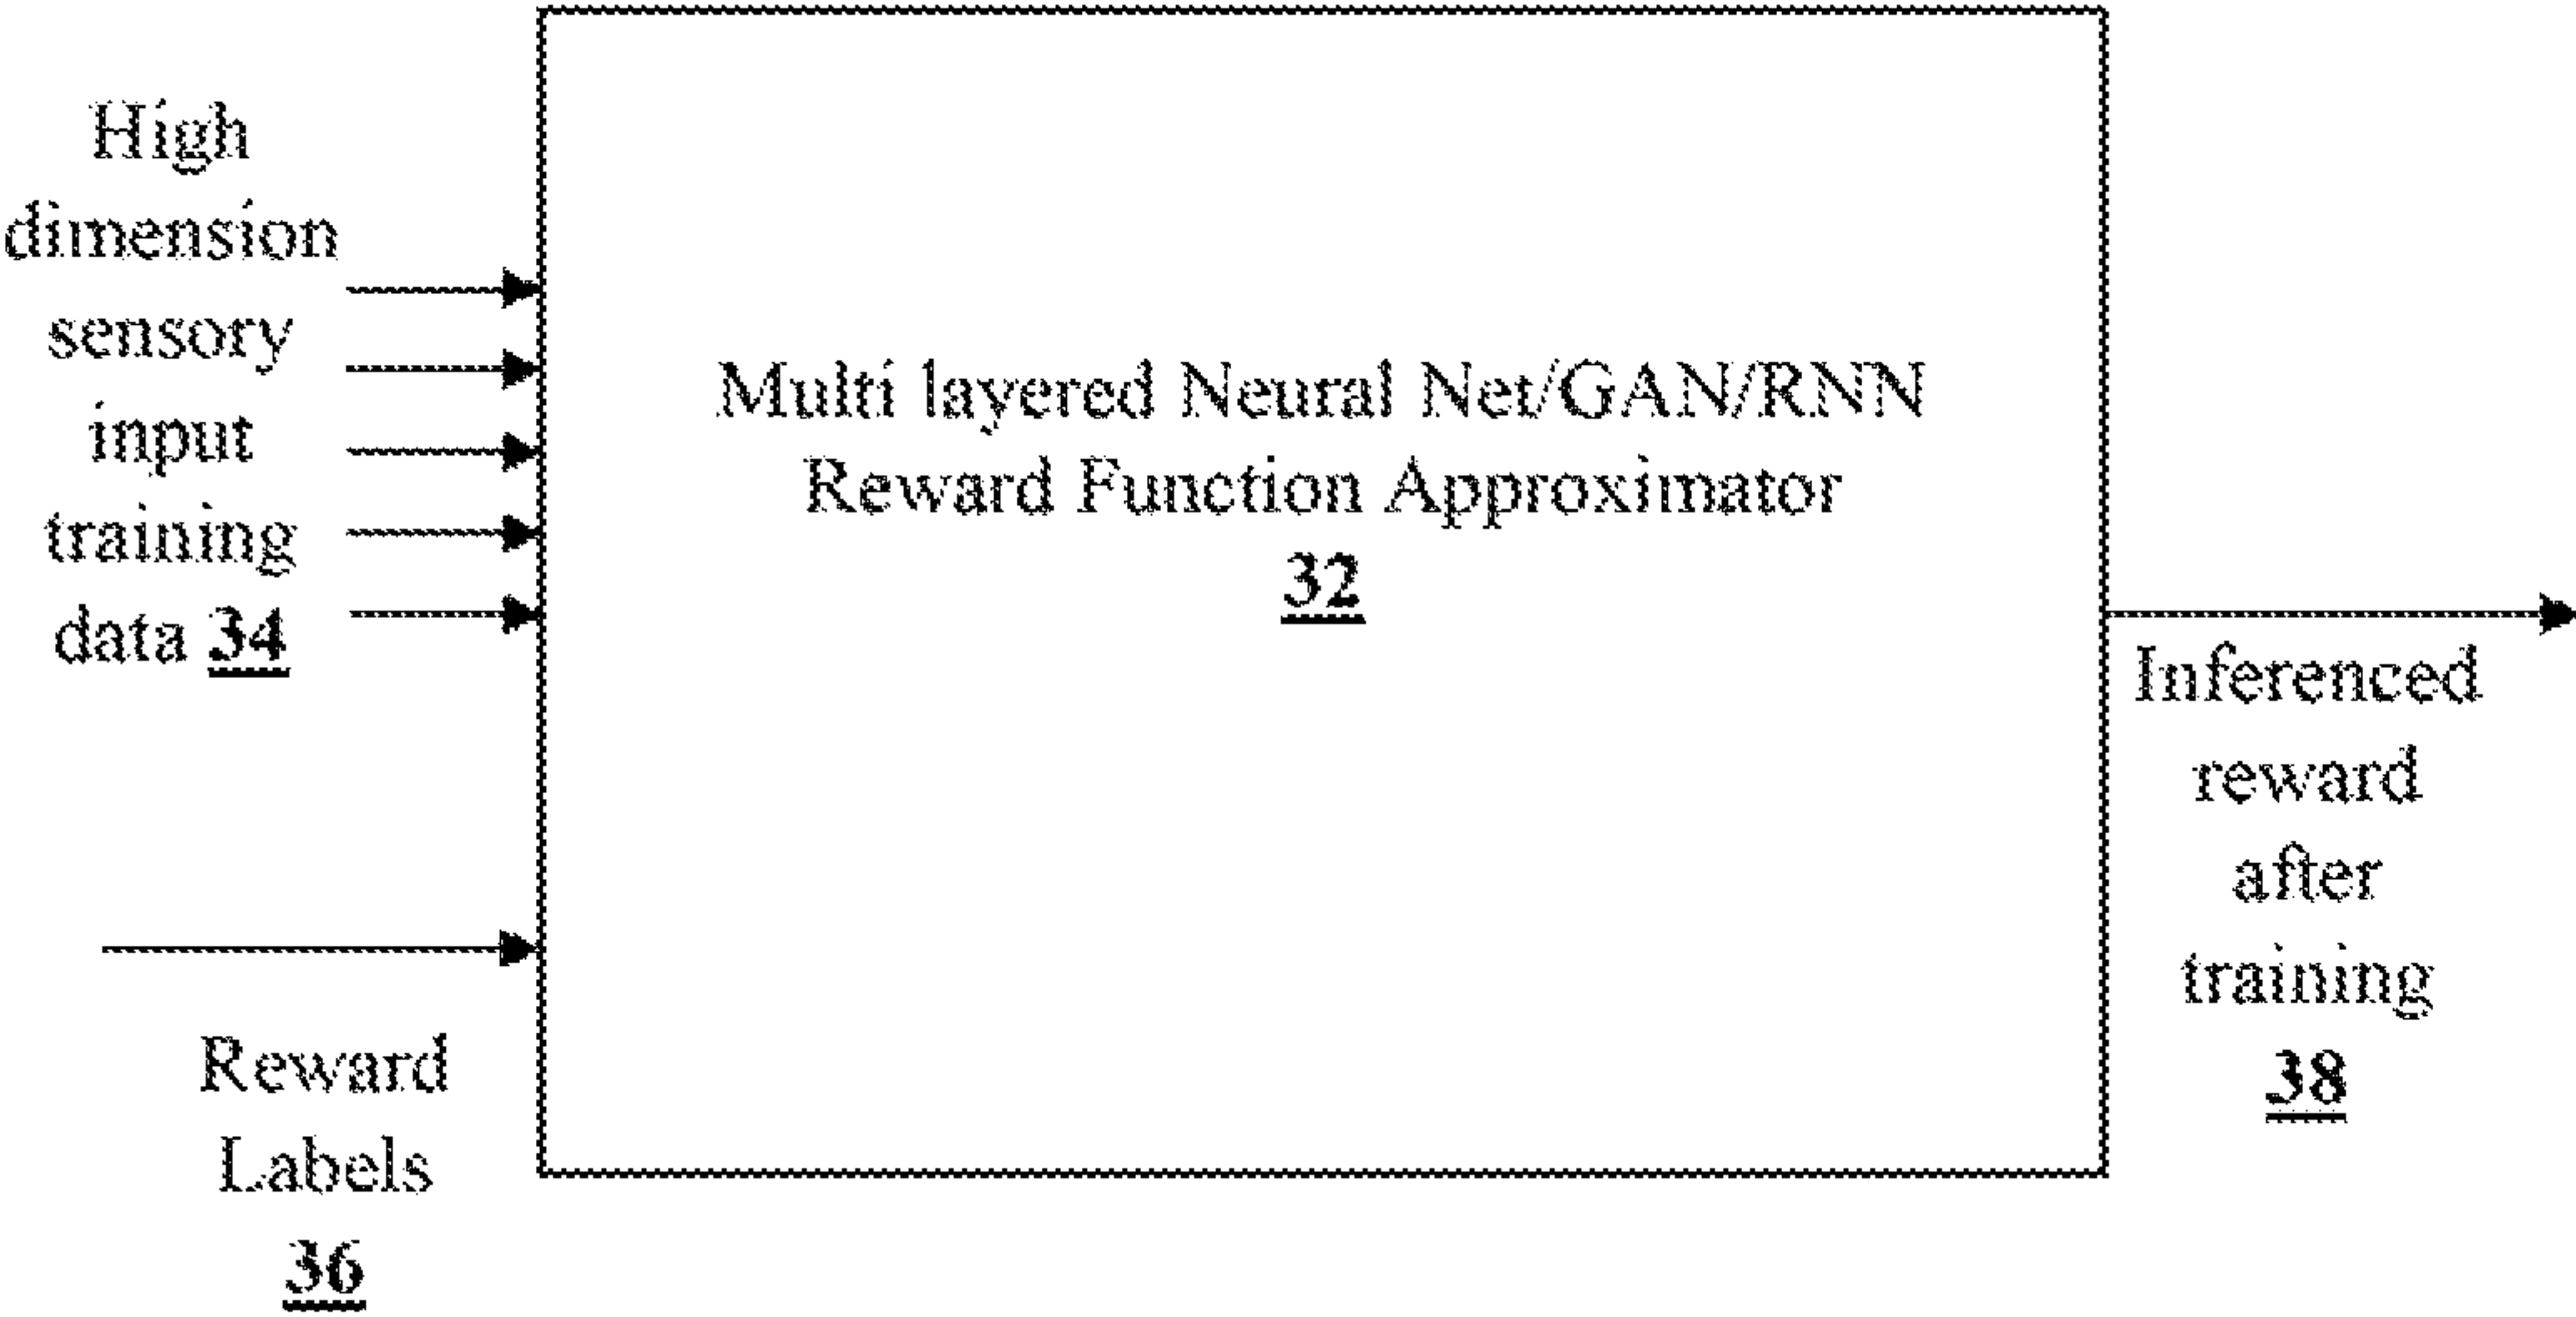 High
dimension
sensory
input
training
data 34
Multi layered Neural Net/GAN/RNN
Reward Function Approximator
32
Reward
Labels
36
Inferenced
reward
after
training
38